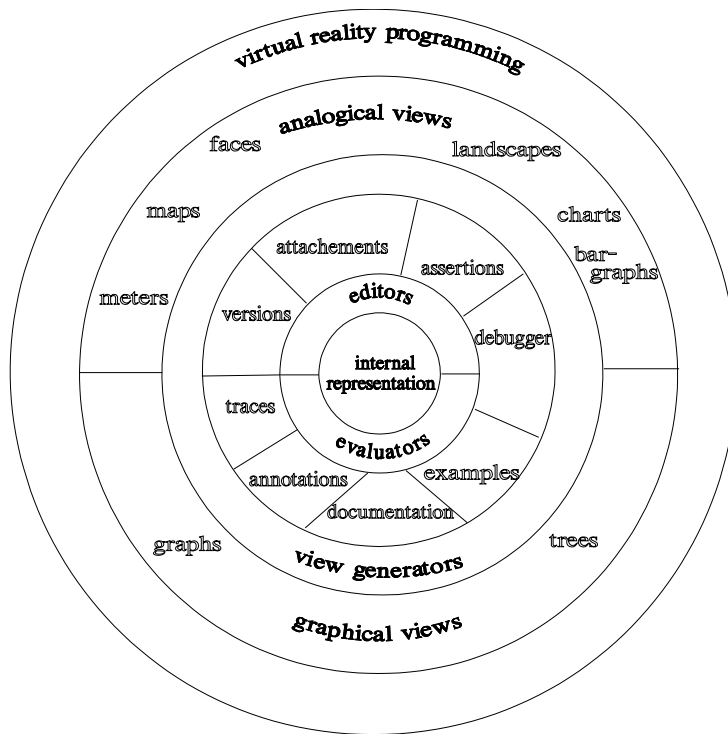 virtual reality programming
analogical views
faces
landscapes
maps
charts
bar-
graphs
meters
attachements
assertions
versions
editors
debugger
internal
representation
traces
evaluators
annotations
examples
documentation
graphs
trees
view generators
graphical views